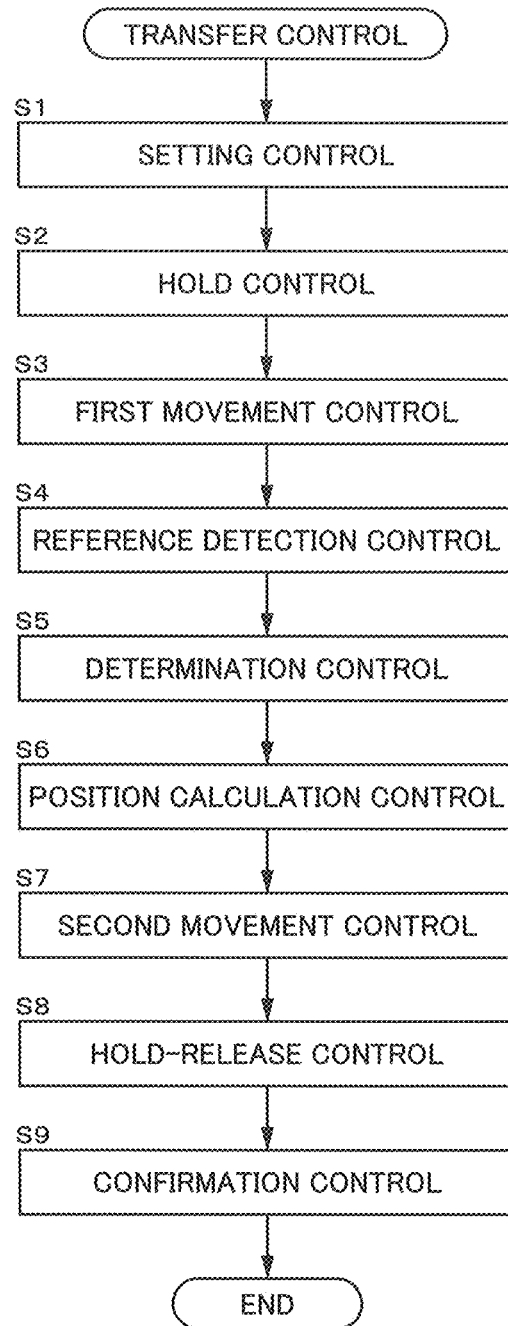 TRANSFER CONTROL
S1
SETTING CONTROL
S2
HOLD CONTROL
S3
FIRST MOVEMENT CONTROL
S4
REFERENCE DETECTION CONTROL
S5
DETERMINATION CONTROL
S6
POSITION CALCULATION CONTROL
S7
SECOND MOVEMENT CONTROL
S8
HOLD-RELEASE CONTROL
S9
CONFIRMATION CONTROL
END